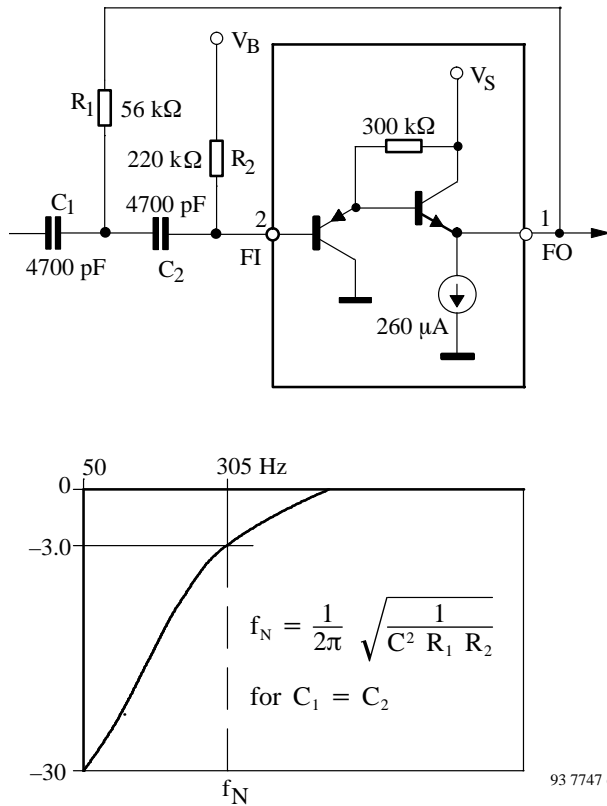 V_B
V_S
R_1
56 kΩ
300 kΩ
220 kΩ
R_2
C_1
4700 pF
2
1
4700 pF
C_2
FI
FO
260 µA
50
305 Hz
0
–3.0
f_N = 1/2π √(1/C² R_1 R_2)
for C_1 = C_2
–30
f_N
93 7747